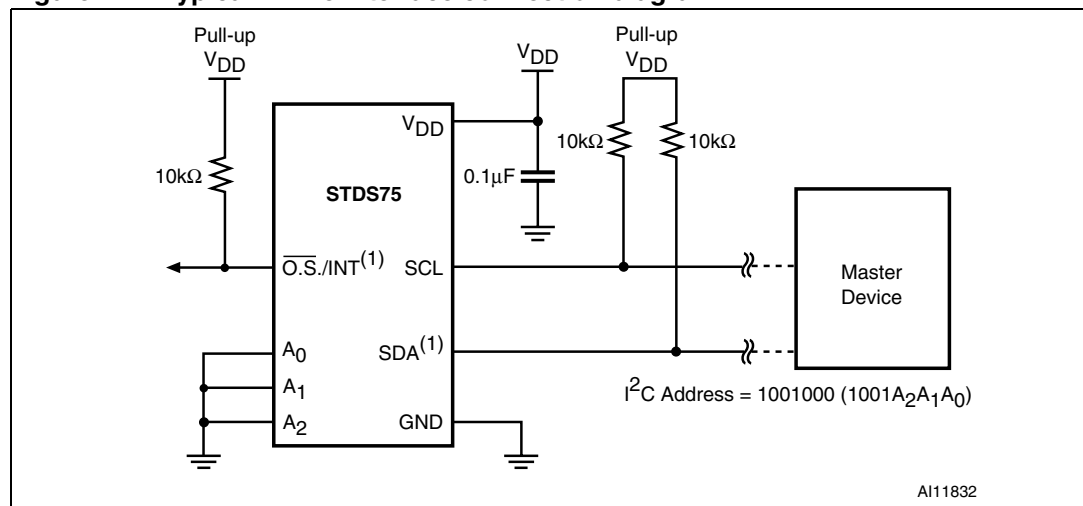 Pull-up
VDD
10kΩ
VDD
Pull-up
VDD
VDD
10kΩ
10kΩ
0.1μF
STDS75
O.S./INT(1)
SCL
Master
Device
A0
SDA(1)
A1
I2C Address = 1001000 (1001A2A1A0)
A2
GND
AI11832